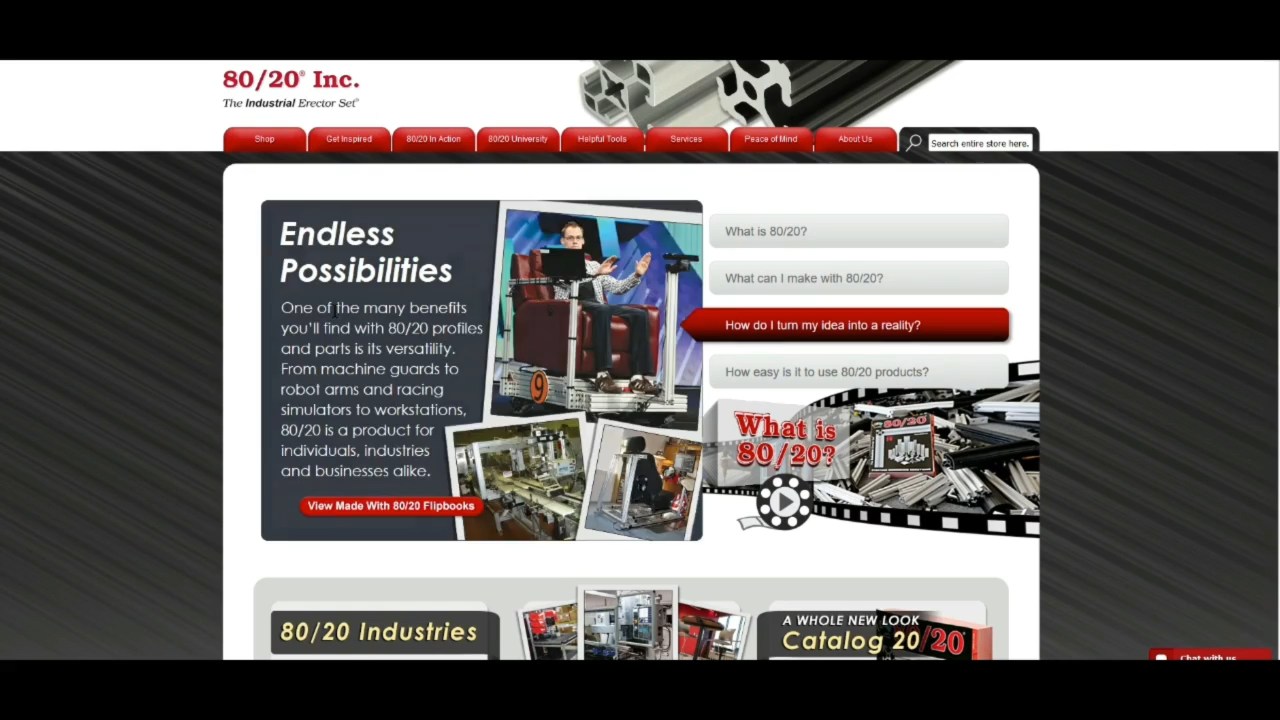 80/20® Inc.
The Industrial Erector Set®
Shop
Get Inspired
80/20 In Action
80/20 University
Helpful Tools
Services
Peace of Mind
About Us
Search entire store here.
Endless
Possibilities
One of the many benefits
you'll find with 80/20 profiles
and parts is its versatility.
From machine guards to
robot arms and racing
simulators to workstations,
80/20 is a product for
individuals, industries
and businesses alike.
View Made With 80/20 Flipbooks
9
What is 80/20?
What can I make with 80/20?
How do I turn my idea into a reality?
How easy is it to use 80/20 products?
What is
80/20?
80/20
80/20 Industries
A WHOLE NEW LOOK
Catalog 20/20
Chat with us